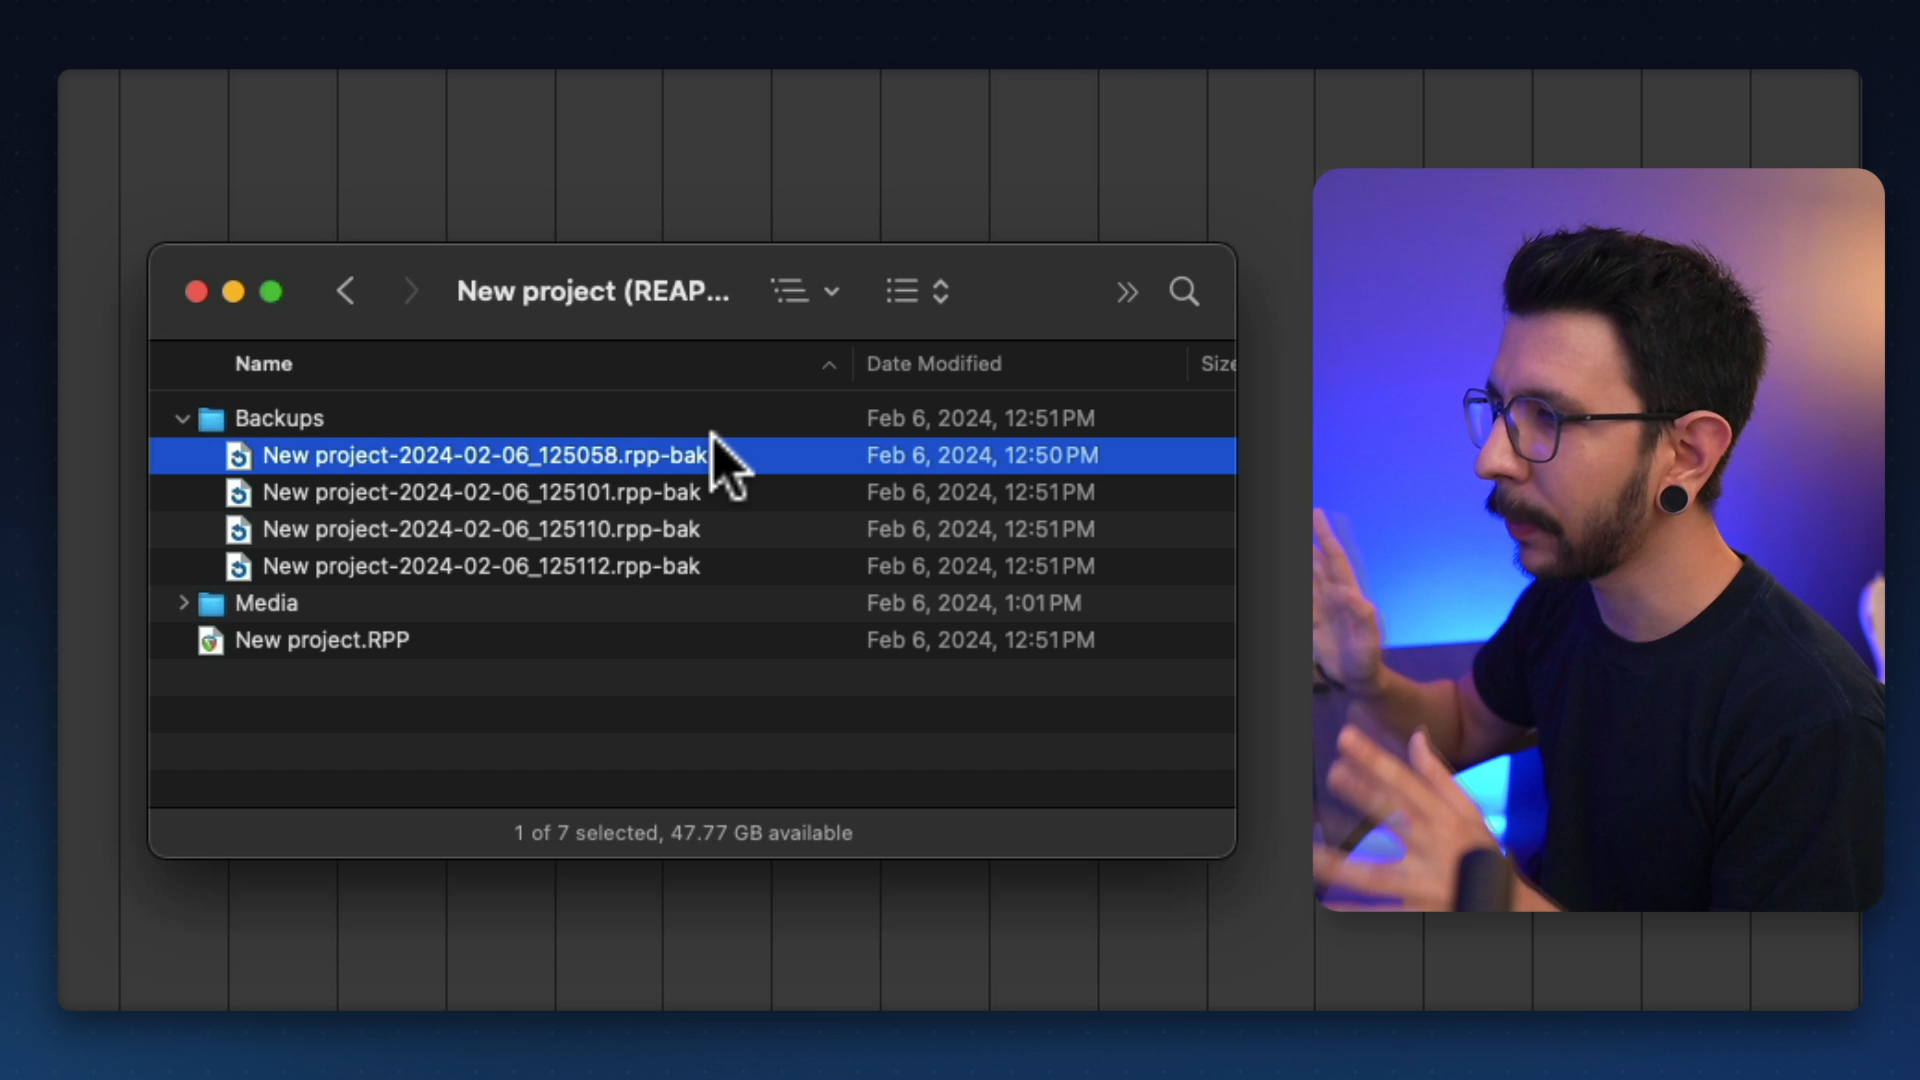 New project (REAP...
Name Date Modified Size
Backups Feb 6, 2024, 12:51 PM
New project-2024-02-06_125058.rpp-bak Feb 6, 2024, 12:50 PM
New project-2024-02-06_125101.rpp-bak Feb 6, 2024, 12:51 PM
New project-2024-02-06_125110.rpp-bak Feb 6, 2024, 12:51 PM
New project-2024-02-06_125112.rpp-bak Feb 6, 2024, 12:51 PM
Media Feb 6, 2024, 1:01 PM
New project.RPP Feb 6, 2024, 12:51 PM
1 of 7 selected, 47.77 GB available